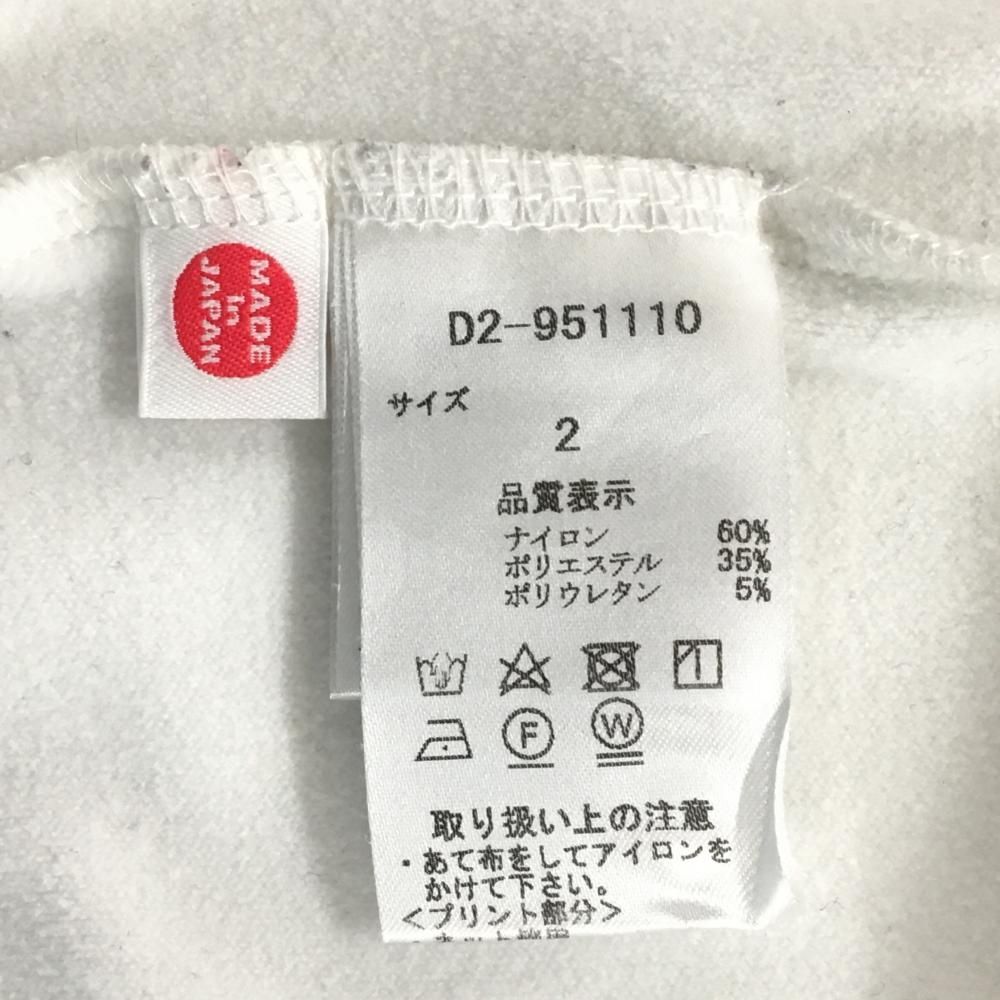 MADE
in
JAPAN
D2-951110
サイズ
2
品質表示
ナイロン 60%
ポリエステル 35%
ポリウレタン 5%
F
W
取り扱い上の注意
・あて布をしてアイロンを
かけて下さい。
<プリント部分>